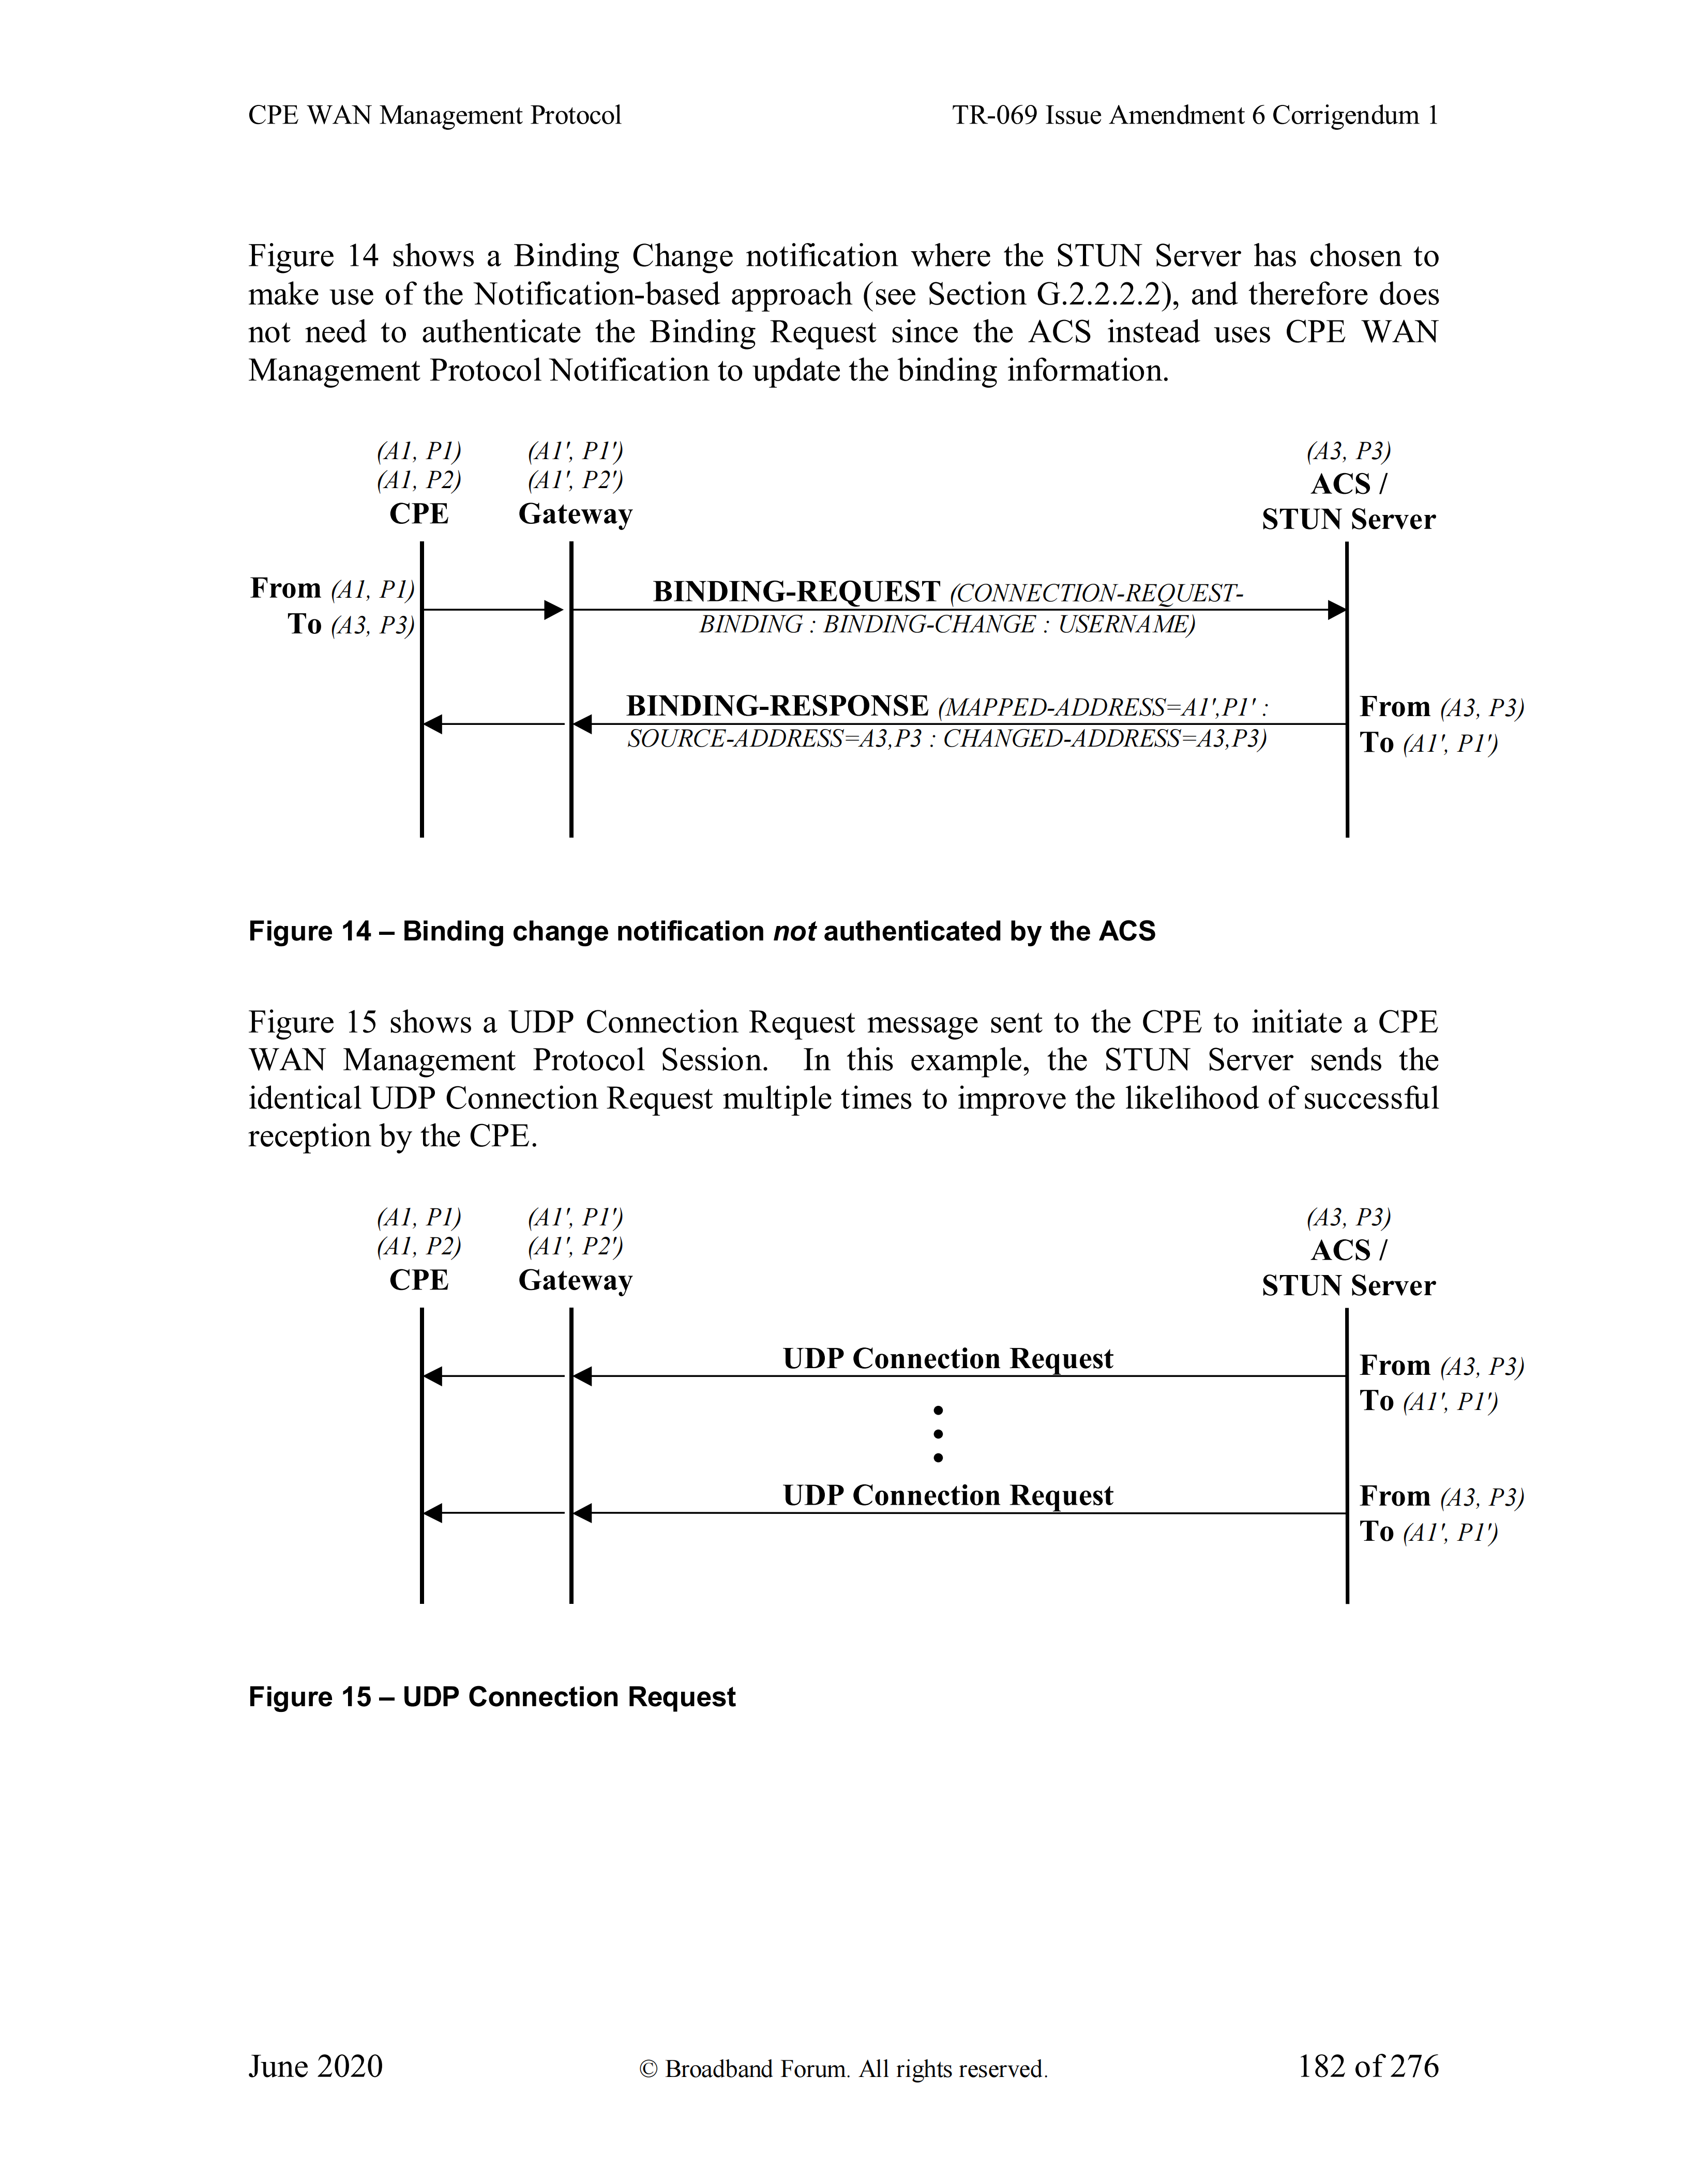 CPE WAN Management Protocol
TR-069 Issue Amendment 6 Corrigendum 1
Figure 14 shows a Binding Change notification where the STUN Server has chosen to
make use of the Notification-based approach (see Section G.2.2.2.2), and therefore does
not need to authenticate the Binding Request since the ACS instead uses CPE WAN
Management Protocol Notification to update the binding information.
(A1, P1)
(A1, P2)
CPE
(A1', P1')
(A1', P2')
Gateway
(A3, P3)
ACS /
STUN Server
From (A1, P1)
To (A3, P3)
BINDING-REQUEST (CONNECTION-REQUEST-
BINDING : BINDING-CHANGE : USERNAME)
BINDING-RESPONSE (MAPPED-ADDRESS=A1',P1' :
SOURCE-ADDRESS=A3,P3 : CHANGED-ADDRESS=A3,P3)
From (A3, P3)
To (A1', P1')
Figure 14 – Binding change notification not authenticated by the ACS
Figure 15 shows a UDP Connection Request message sent to the CPE to initiate a CPE
WAN Management Protocol Session. In this example, the STUN Server sends the
identical UDP Connection Request multiple times to improve the likelihood of successful
reception by the CPE.
(A1, P1)
(A1, P2)
CPE
(A1', P1')
(A1', P2')
Gateway
(A3, P3)
ACS /
STUN Server
UDP Connection Request
From (A3, P3)
To (A1', P1')
UDP Connection Request
From (A3, P3)
To (A1', P1')
Figure 15 – UDP Connection Request
June 2020
© Broadband Forum. All rights reserved.
182 of 276